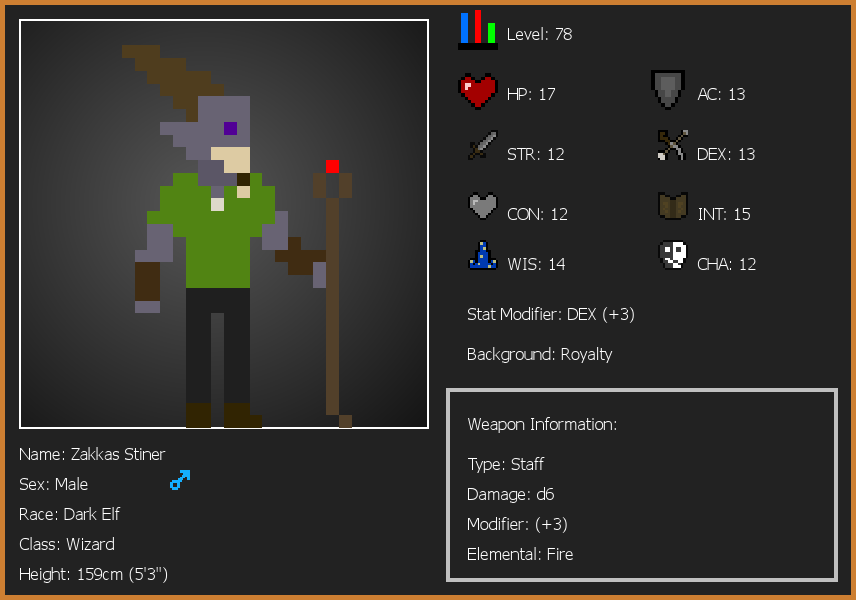 Level: 78
HP: 17
AC: 13
STR: 12
DEX: 13
CON: 12
INT: 15
WIS: 14
CHA: 12
Stat Modifier: DEX (+3)
Background: Royalty
Weapon Information:
Type: Staff
Damage: d6
Modifier: (+3)
Elemental: Fire
Name: Zakkas Stiner
Sex: Male
Race: Dark Elf
Class: Wizard
Height: 159cm (5'3")